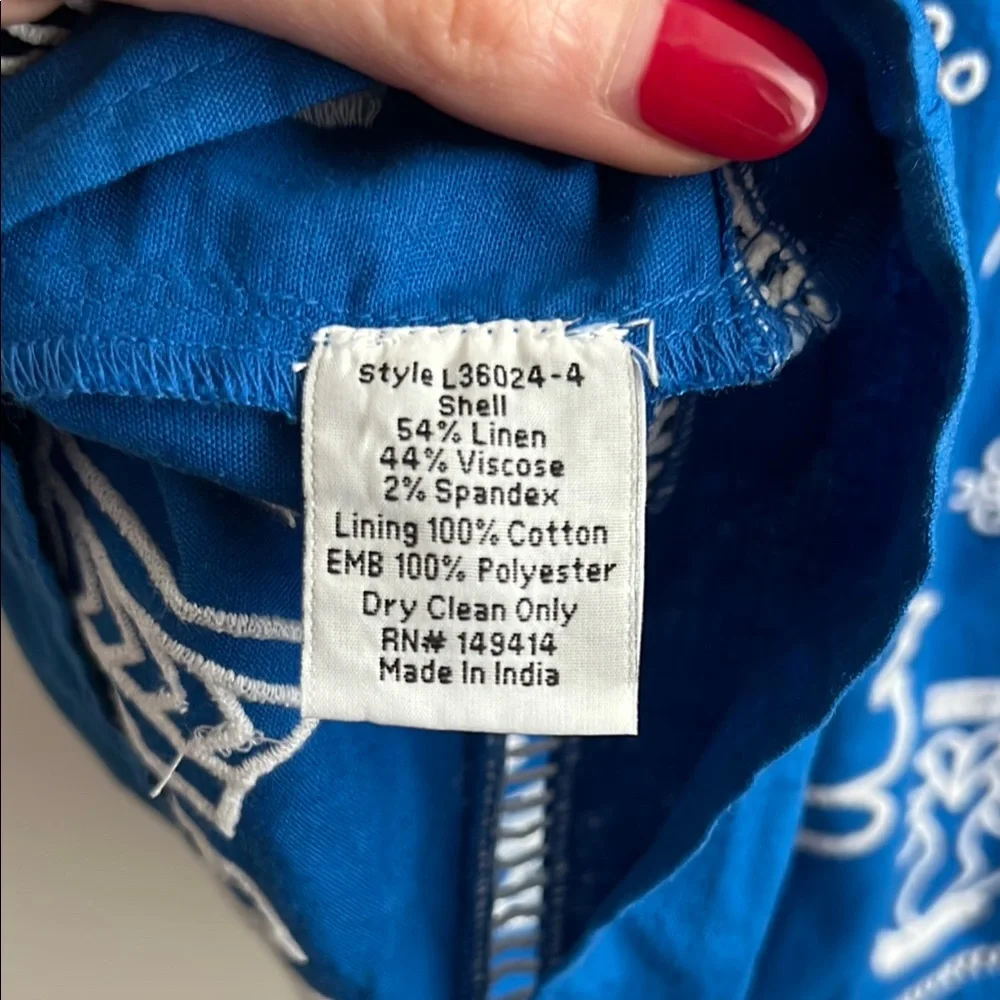 Style L36024-4
Shell
54% Linen
44% Viscose
2% Spandex
Lining 100% Cotton
EMB 100% Polyester
Dry Clean Only
RN# 149414
Made In India